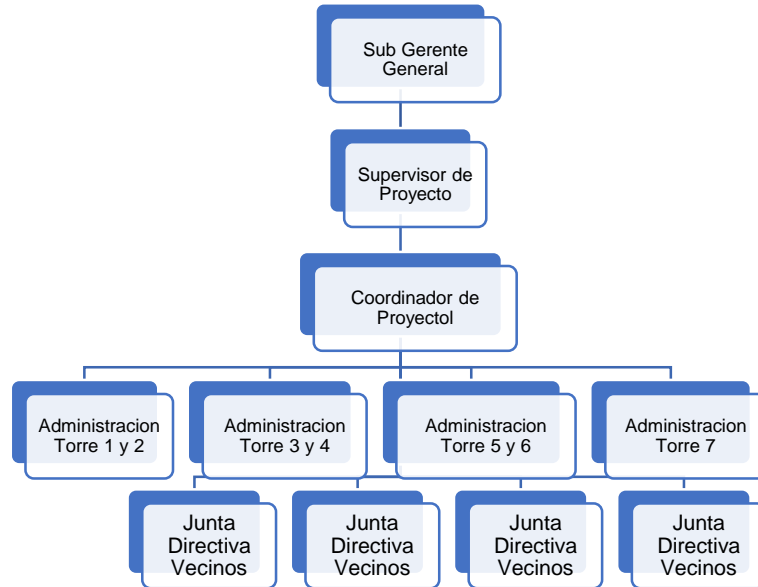 Sub Gerente
General
Supervisor de
Proyecto
Coordinador de
Proyectol
Administracion
Torre 1 y 2
Administracion
Torre 3 y 4
Administracion
Torre 5 y 6
Administracion
Torre 7
Junta
Directiva
Vecinos
Junta
Directiva
Vecinos
Junta
Directiva
Vecinos
Junta
Directiva
Vecinos